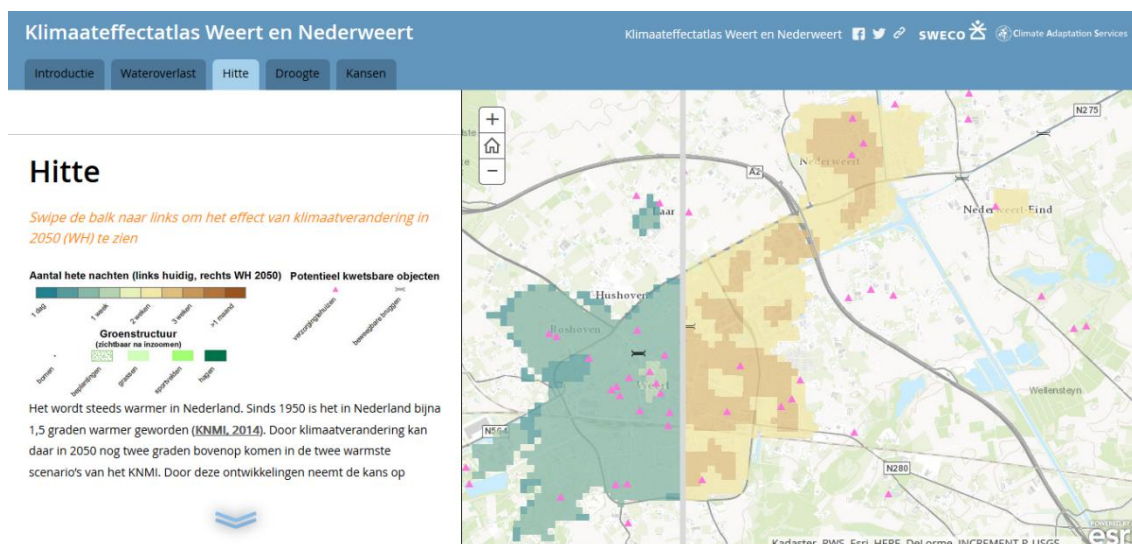 Klimaateffectatlas Weert en Nederweert
Klimaateffectatlas Weert en Nederweert
SWECO
Climate Adaptation Services
Introductie
Wateroverlast
Hitte
Droogte
Kansen
Hitte
Swipe de balk naar links om het effect van klimaatverandering in
2050 (WH) te zien
Aantal hete nachten (links huidig, rechts WH 2050)
Potentieel kwetsbare objecten
1 dag
1 week
2 weken
3 weken
>1 maand
verzorgingstehuizen
beweegbare bruggen
Groenstructuur
(zichtbaar na inzoomen)
bomen
beplantingen
grassen
sportvelden
hagen
Het wordt steeds warmer in Nederland. Sinds 1950 is het in Nederland bijna
1,5 graden warmer geworden (KNMI, 2014). Door klimaatverandering kan
daar in 2050 nog twee graden bovenop komen in de twee warmste
scenario's van het KNMI. Door deze ontwikkelingen neemt de kans op
+
−
N275
Nederweert
A2
Laar
Nederweert-Eind
Hushoven
Boshoven
Weert
Wellensteyn
N564
N280
POWERED BY
esri
Kadaster, RWS, Esri, HERE, DeLorme, INCREMENT P, USGS